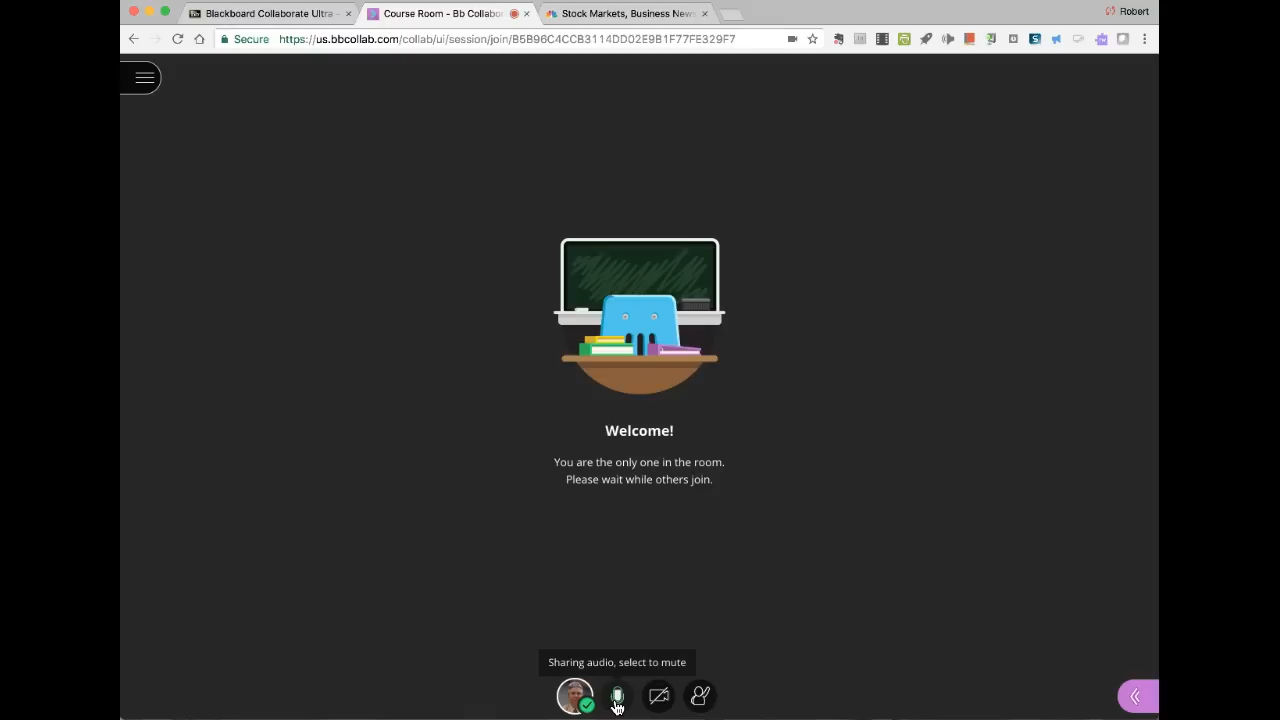 Blackboard Collaborate Ultra –
Course Room - Bb Collabor
Stock Markets, Business News
Robert
Secure
https://us.bbcollab.com/collab/ui/session/join/B5B96C4CCB3114DD02E9B1F77FE329F7
Welcome!
You are the only one in the room.
Please wait while others join.
Sharing audio, select to mute